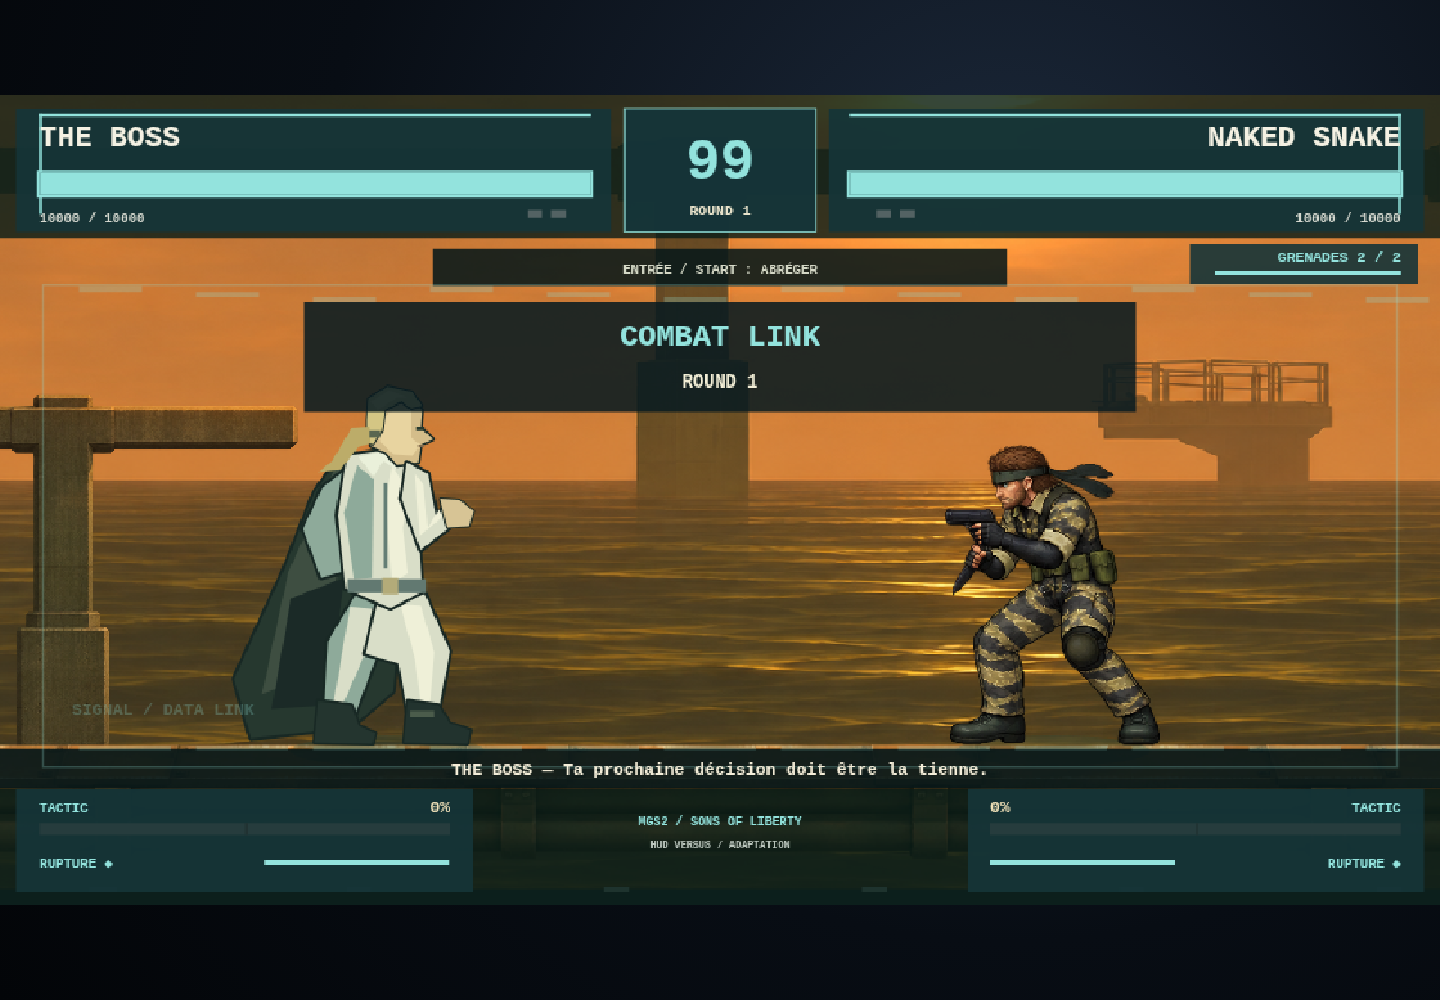 THE BOSS
10000 / 10000
99
ROUND 1
NAKED SNAKE
10000 / 10000
ENTRÉE / START : ABRÉGER
GRENADES 2 / 2
COMBAT LINK
ROUND 1
SIGNAL / DATA LINK
THE BOSS — Ta prochaine décision doit être la tienne.
TACTIC 0%
RUPTURE ◆
MGS2 / SONS OF LIBERTY
HUD VERSUS / ADAPTATION
0% TACTIC
RUPTURE ◆